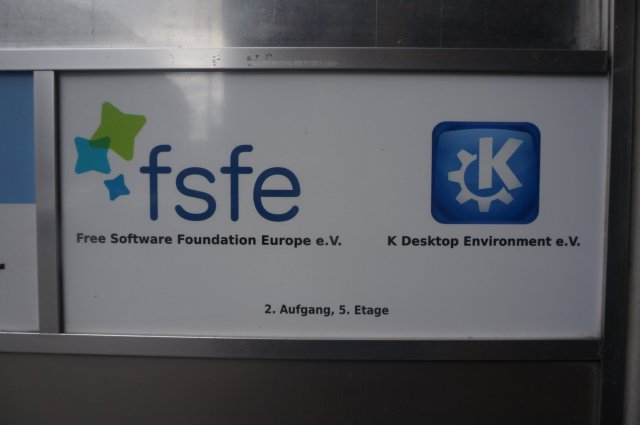 fsfe
K
Free Software Foundation Europe e.V.
K Desktop Environment e.V.
2. Aufgang, 5. Etage
r